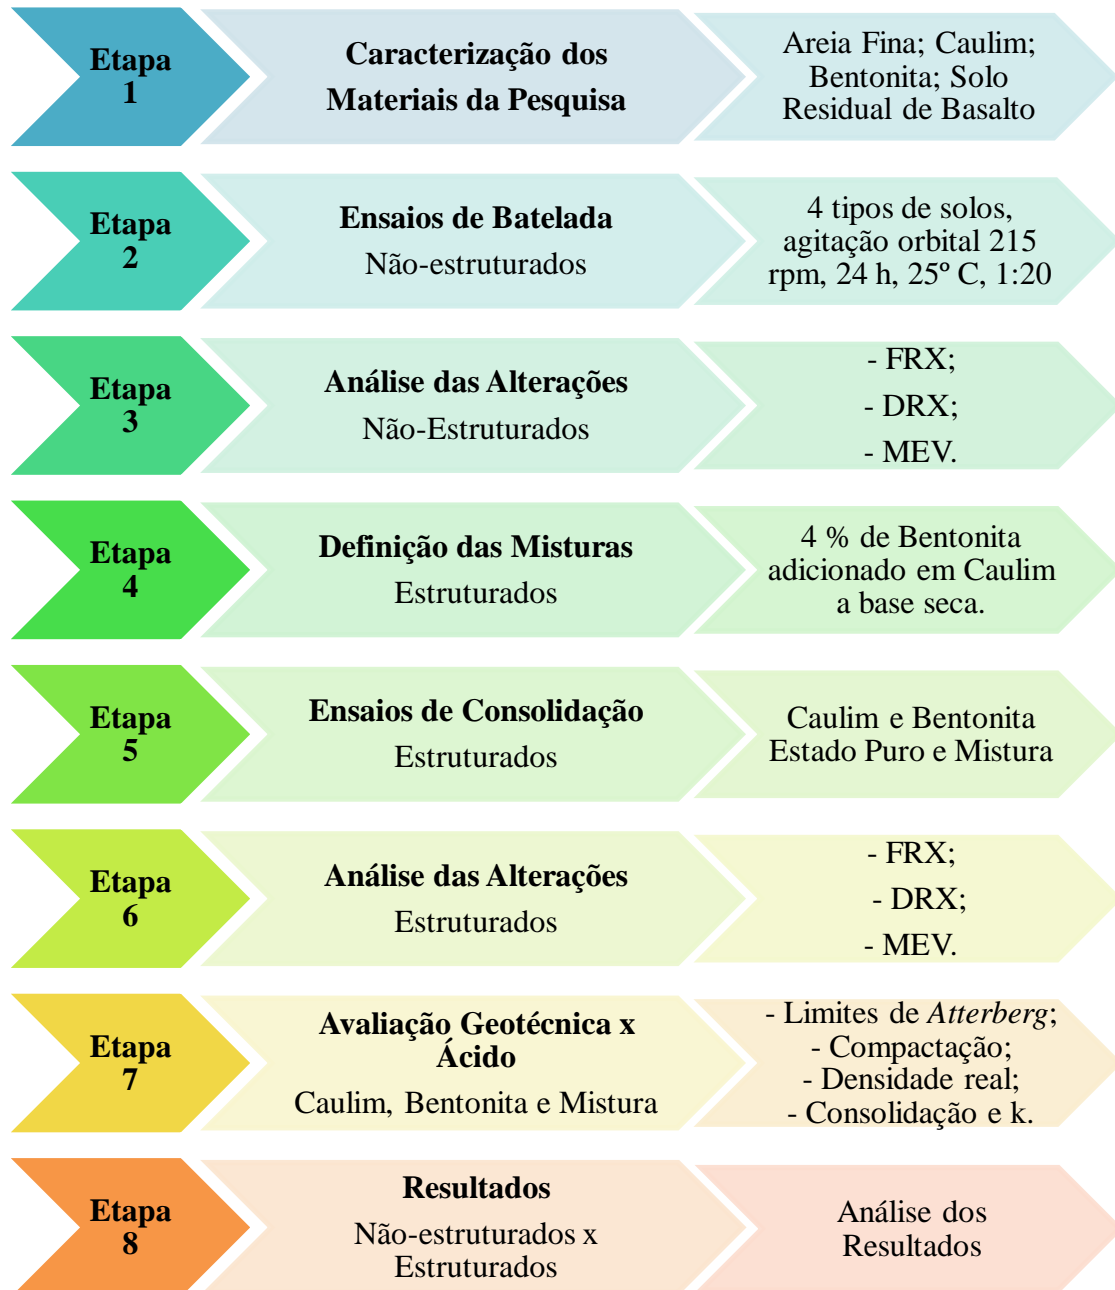 Etapa
1
Caracterização dos
Materiais da Pesquisa
Areia Fina; Caulim;
Bentonita; Solo
Residual de Basalto
Etapa
2
Ensaios de Batelada
Não-estruturados
4 tipos de solos,
agitação orbital 215
rpm, 24 h, 25º C, 1:20
Etapa
3
Análise das Alterações
Não-Estruturados
- FRX;
- DRX;
- MEV.
Etapa
4
Definição das Misturas
Estruturados
4 % de Bentonita
adicionado em Caulim
a base seca.
Etapa
5
Ensaios de Consolidação
Estruturados
Caulim e Bentonita
Estado Puro e Mistura
Etapa
6
Análise das Alterações
Estruturados
- FRX;
- DRX;
- MEV.
Etapa
7
Avaliação Geotécnica x
Ácido
Caulim, Bentonita e Mistura
- Limites de Atterberg;
- Compactação;
- Densidade real;
- Consolidação e k.
Etapa
8
Resultados
Não-estruturados x
Estruturados
Análise dos
Resultados